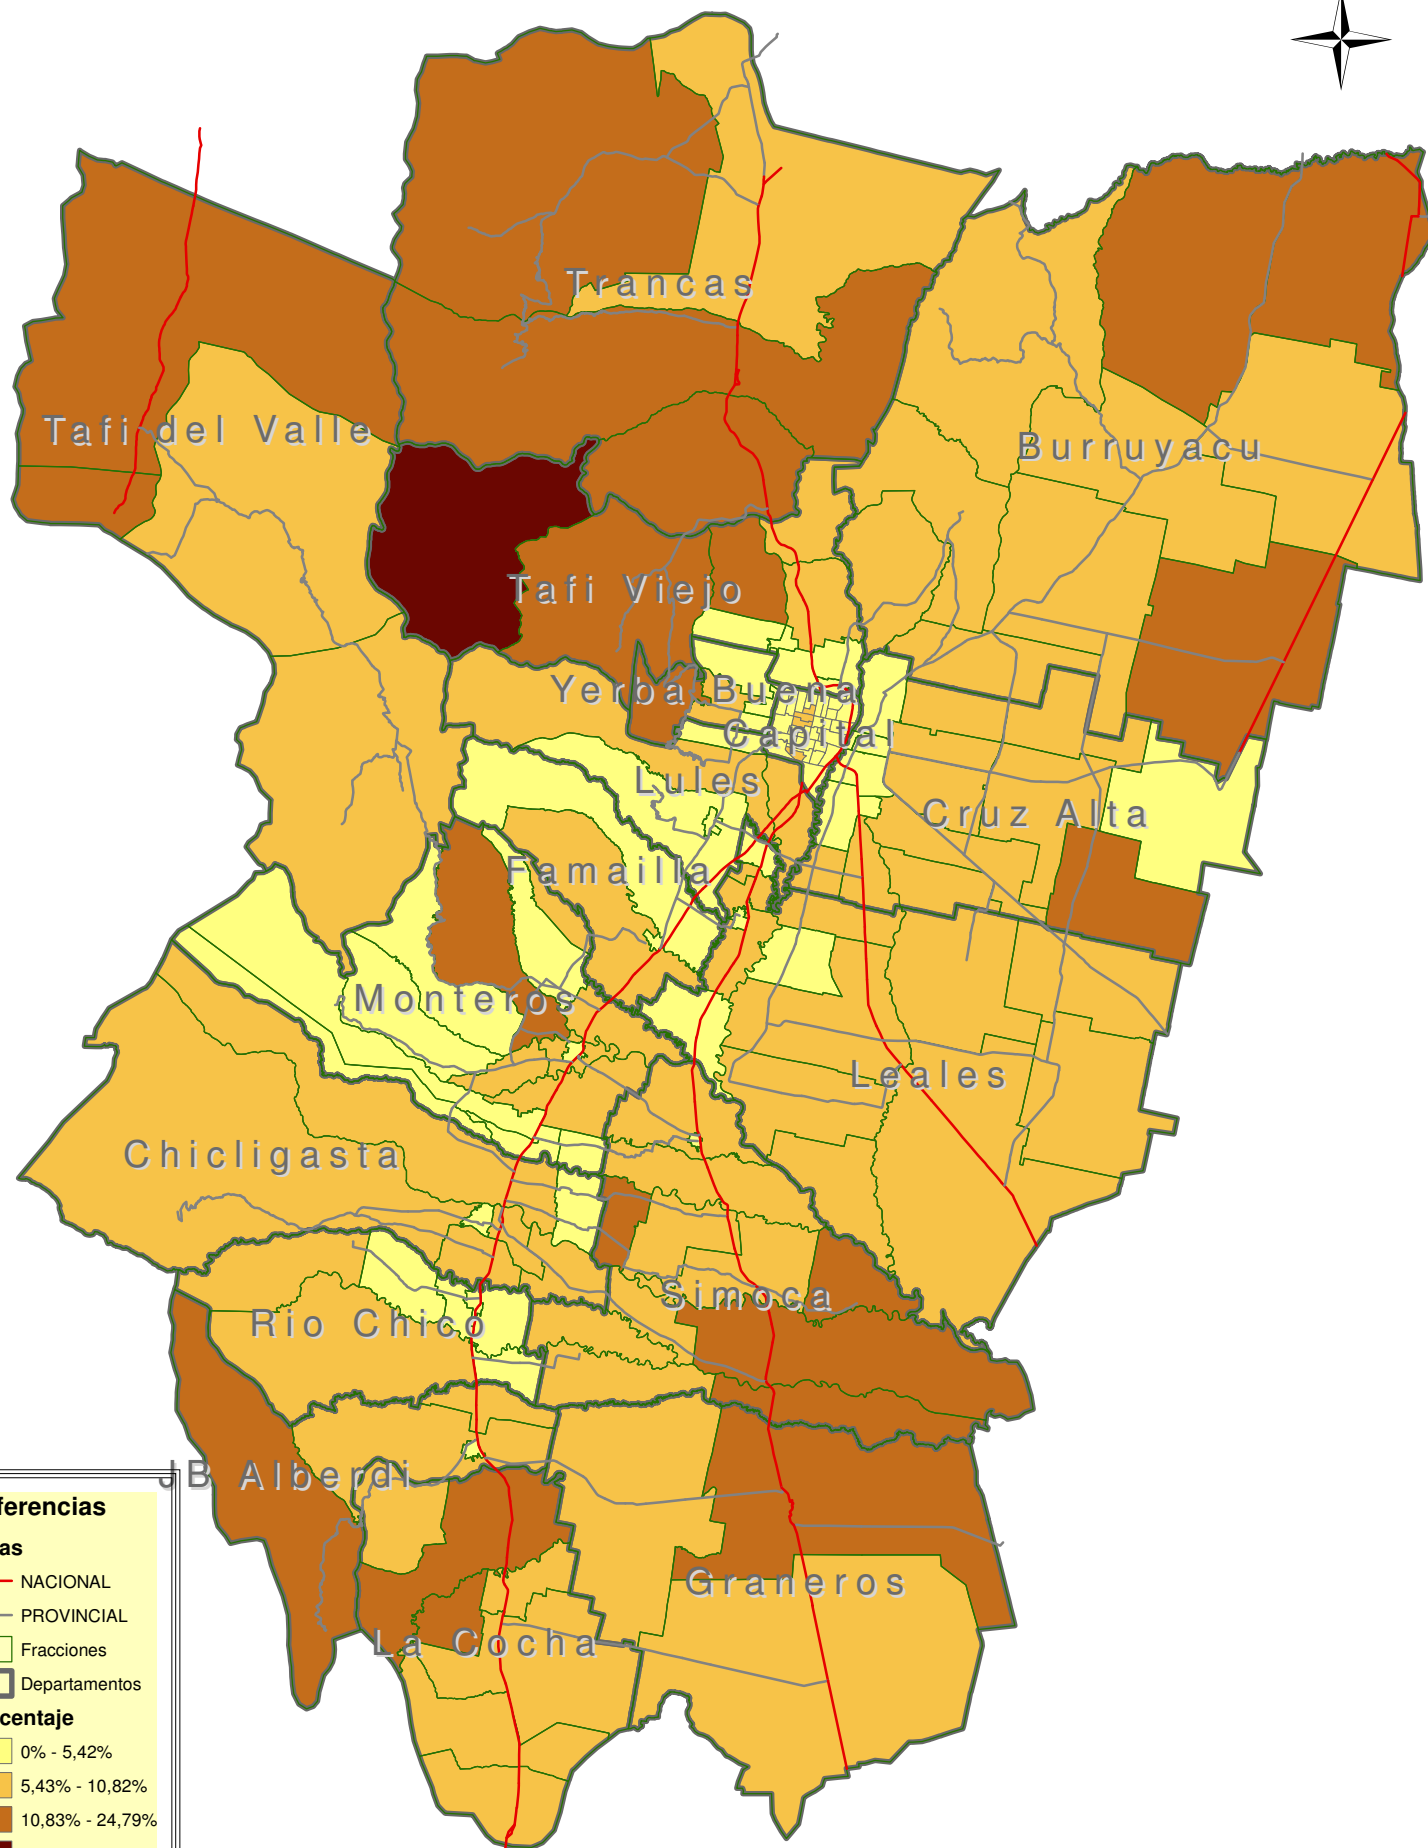 Trancas
Tafi del Valle
Burruyacu
Tafi Viejo
Yerba Buena
Capital
Lules
Cruz Alta
Famailla
Monteros
Leales
Chicligasta
Simoca
Rio Chico
JB Alberdi
Graneros
La Cocha
ferencias
as
NACIONAL
PROVINCIAL
Fracciones
Departamentos
centaje
0% - 5,42%
5,43% - 10,82%
10,83% - 24,79%